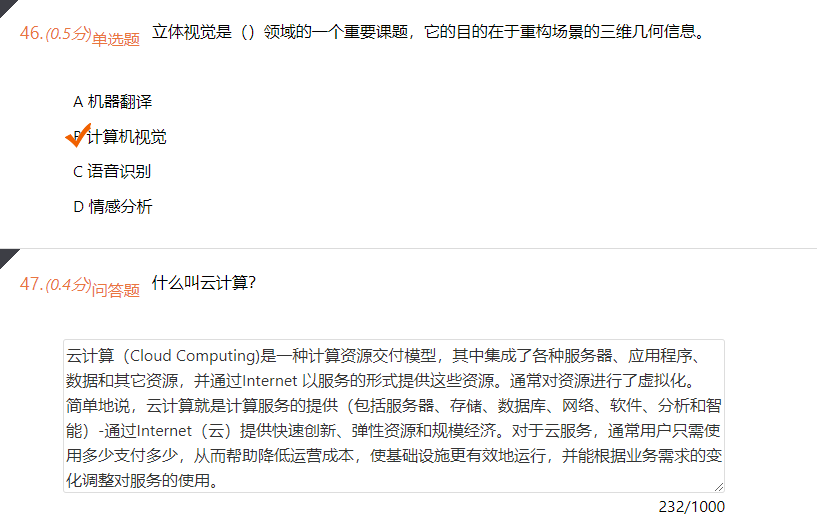 46.(0.5分)单选题 立体视觉是（）领域的一个重要课题，它的目的在于重构场景的三维几何信息。
A 机器翻译
B 计算机视觉
C 语音识别
D 情感分析
47.(0.4分)问答题 什么叫云计算?
云计算（Cloud Computing)是一种计算资源交付模型，其中集成了各种服务器、应用程序、
数据和其它资源，并通过Internet 以服务的形式提供这些资源。通常对资源进行了虚拟化。
简单地说，云计算就是计算服务的提供（包括服务器、存储、数据库、网络、软件、分析和智
能）-通过Internet（云）提供快速创新、弹性资源和规模经济。对于云服务，通常用户只需使
用多少支付多少，从而帮助降低运营成本，使基础设施更有效地运行，并能根据业务需求的变
化调整对服务的使用。
232/1000